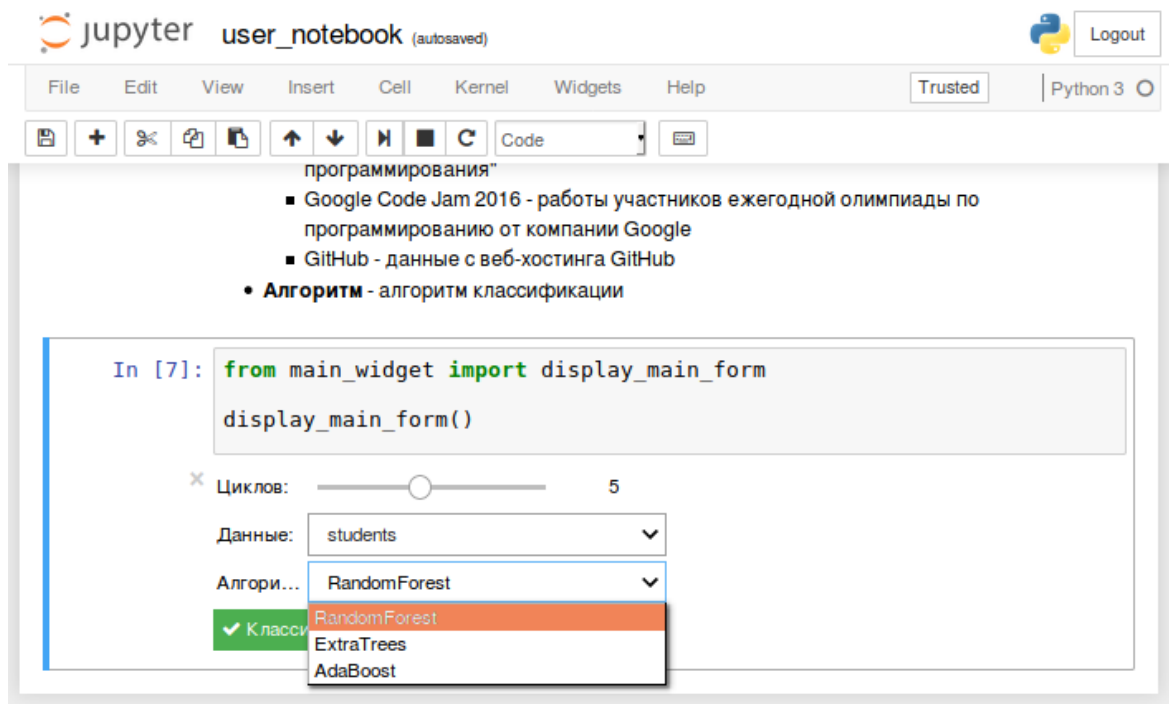 jupyter user_notebook (autosaved) Logout
File Edit View Insert Cell Kernel Widgets Help Trusted Python 3
Code
программирования"
Google Code Jam 2016 - работы участников ежегодной олимпиады по
программированию от компании Google
GitHub - данные с веб-хостинга GitHub
Алгоритм - алгоритм классификации
In [7]: from main_widget import display_main_form
display_main_form()
Циклов: 5
Данные: students
Алгори... RandomForest
RandomForest
Класси
ExtraTrees
AdaBoost